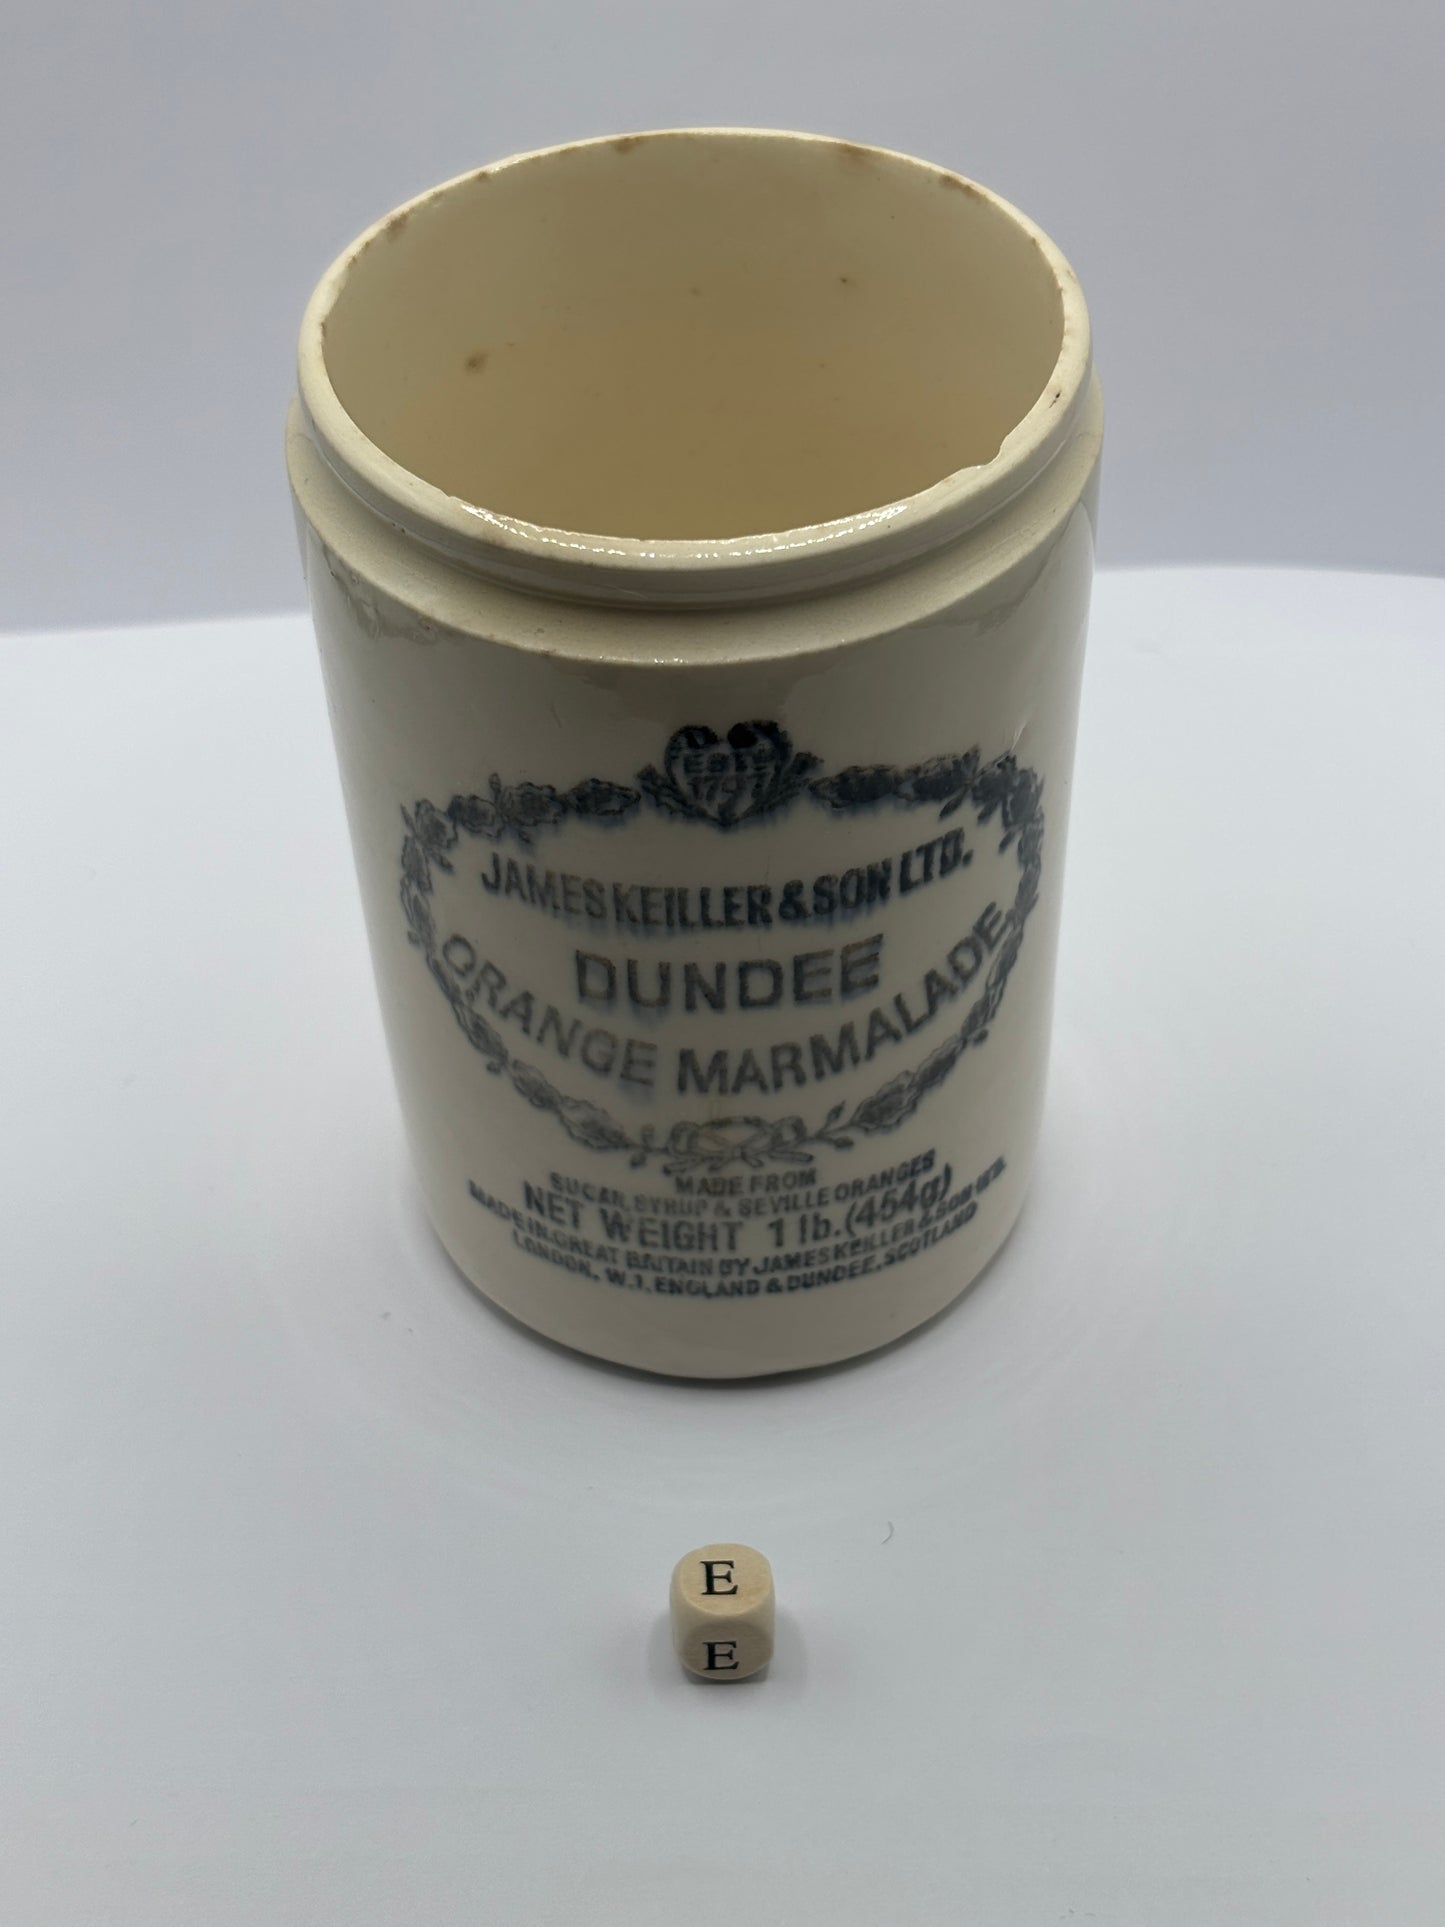 ESTD
1797
JAMES KEILLER & SON LTD.
DUNDEE
ORANGE MARMALADE
MADE FROM
SUGAR, SYRUP & SEVILLE ORANGES
NET WEIGHT 1 lb. (454g)
MADE IN GREAT BRITAIN BY JAMES KEILLER & SON LTD.
LONDON, W.1, ENGLAND & DUNDEE, SCOTLAND
E
E